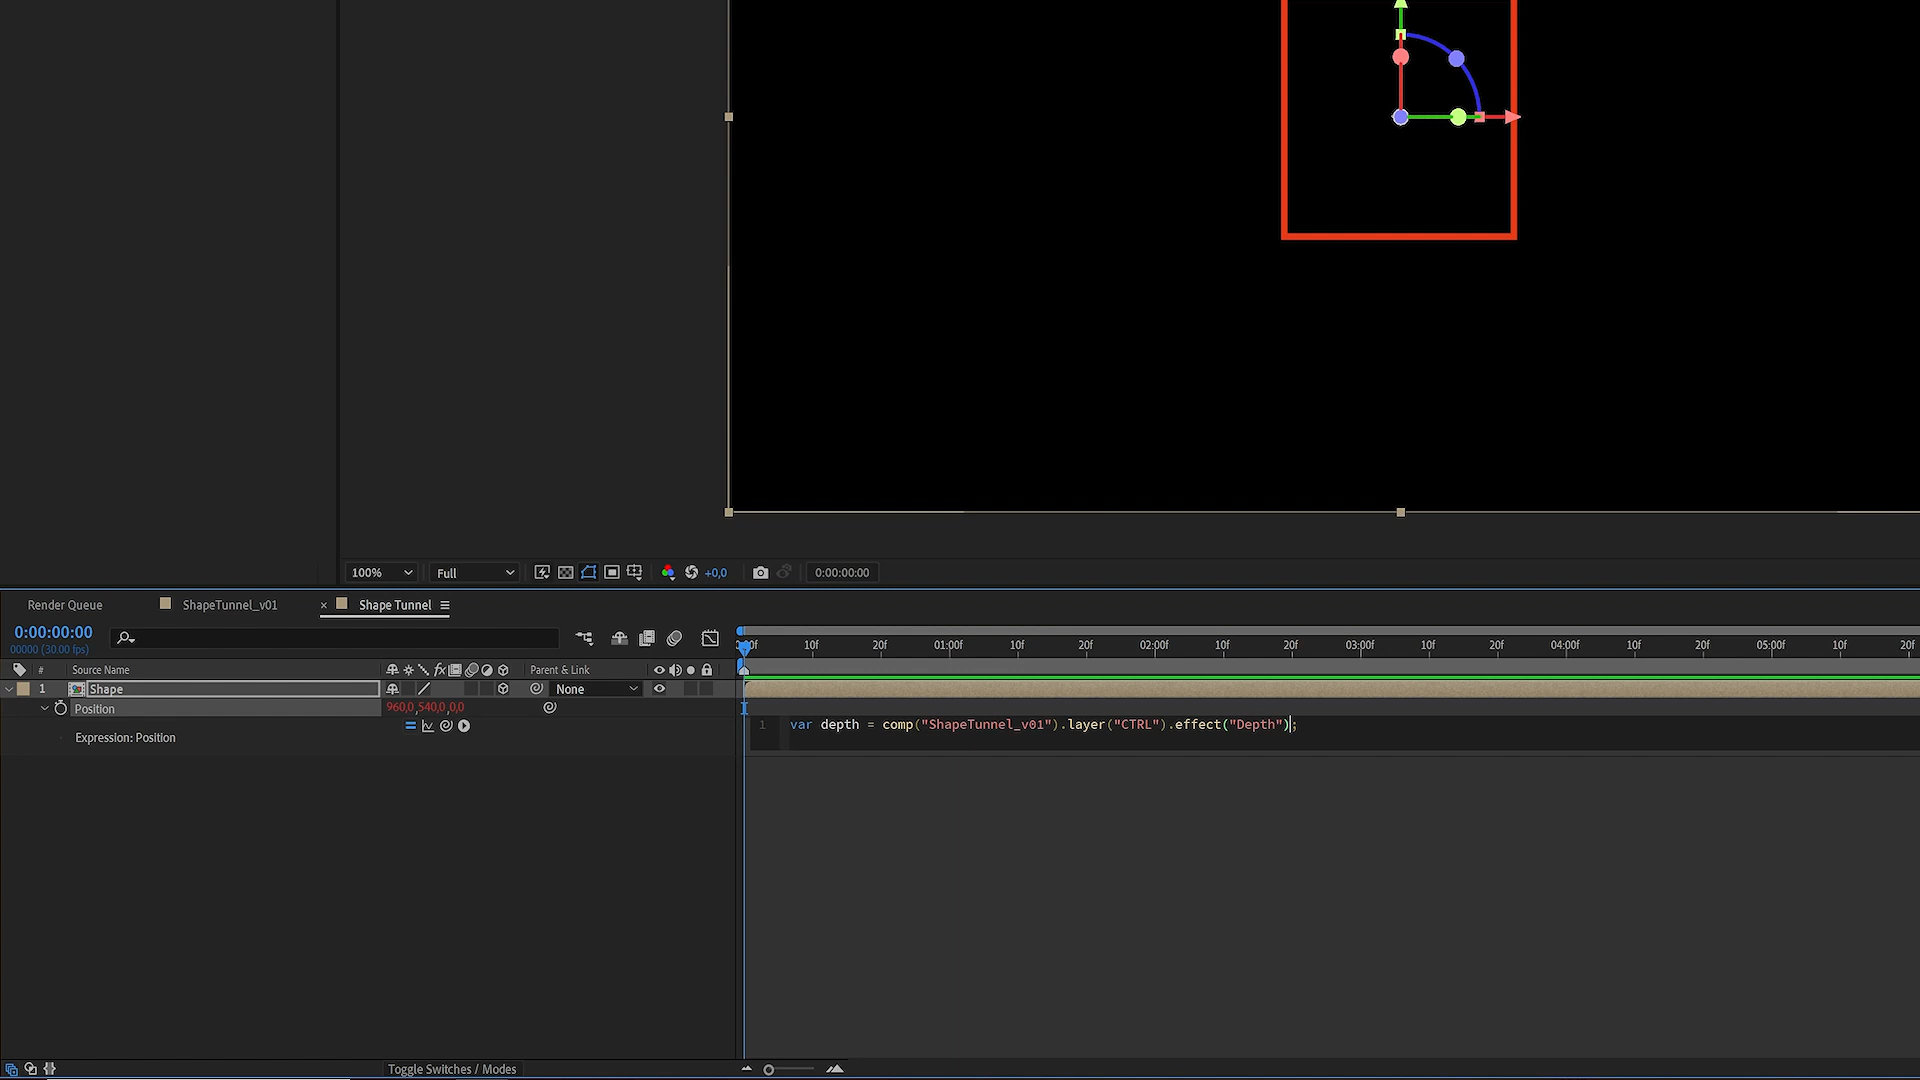 100%
Full
+0,0
0:00:00:00
Render Queue
ShapeTunnel_v01
× Shape Tunnel
0:00:00:00
00000 (30.00 fps)
:00f 10f 20f 01:00f 10f 20f 02:00f 10f 20f 03:00f 10f 20f 04:00f 10f 20f 05:00f 10f 20f
# Source Name
Parent & Link
1 Shape
None
Position
960,0,540,0,0,0
1 var depth = comp("ShapeTunnel_v01").layer("CTRL").effect("Depth");
Expression: Position
Toggle Switches / Modes